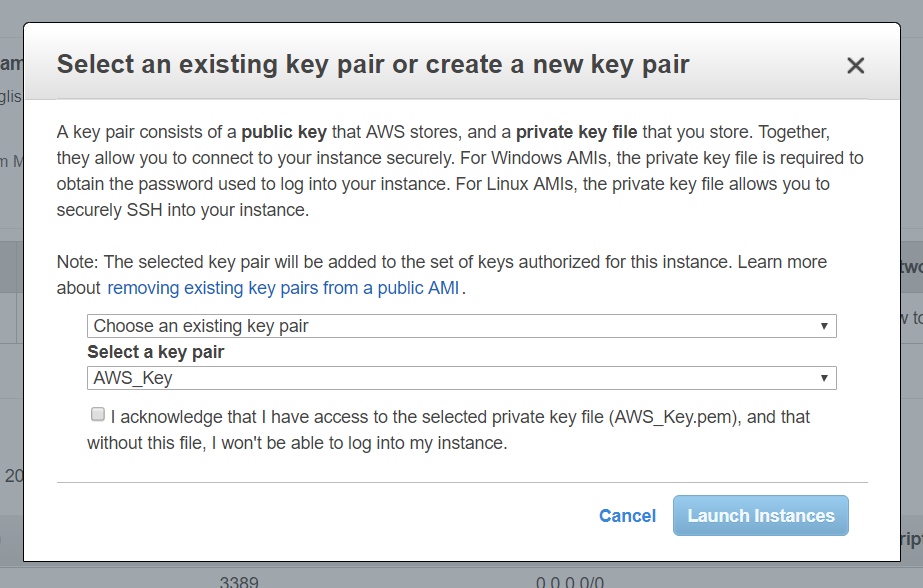 Select an existing key pair or create a new key pair
A key pair consists of a public key that AWS stores, and a private key file that you store. Together,
they allow you to connect to your instance securely. For Windows AMIs, the private key file is required to
obtain the password used to log into your instance. For Linux AMIs, the private key file allows you to
securely SSH into your instance.
Note: The selected key pair will be added to the set of keys authorized for this instance. Learn more
about removing existing key pairs from a public AMI.
Choose an existing key pair
Select a key pair
AWS_Key
I acknowledge that I have access to the selected private key file (AWS_Key.pem), and that
without this file, I won't be able to log into my instance.
Cancel Launch Instances
3389 0.0.0.0/0